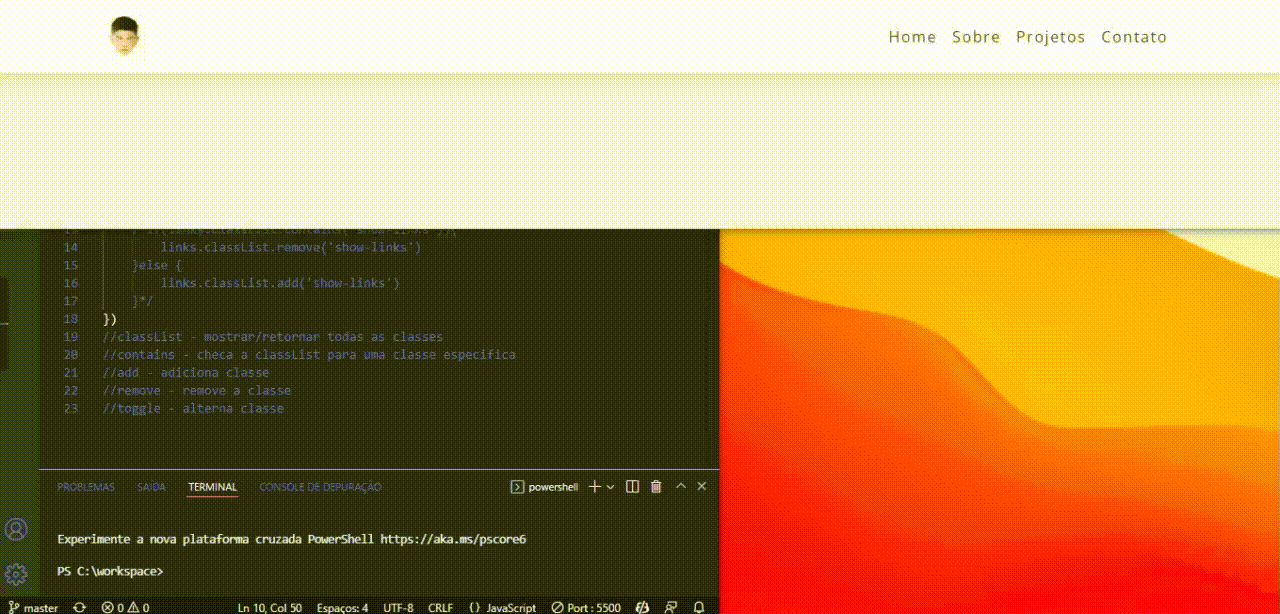 Home Sobre Projetos Contato
14 links.classList.remove('show-links')
15 }else {
16 links.classList.add('show-links')
17 }*/
18 })
19 //classList - mostrar/retornar todas as classes
20 //contains - checa a classList para uma classe especifica
21 //add - adiciona classe
22 //remove - remove a classe
23 //toggle - alterna classe
PROBLEMAS SAÍDA TERMINAL CONSOLE DE DEPURAÇÃO powershell
Experimente a nova plataforma cruzada PowerShell https://aka.ms/pscore6
PS C:\workspace>
master 0 0 Ln 10, Col 50 Espaços: 4 UTF-8 CRLF {} JavaScript Port : 5500